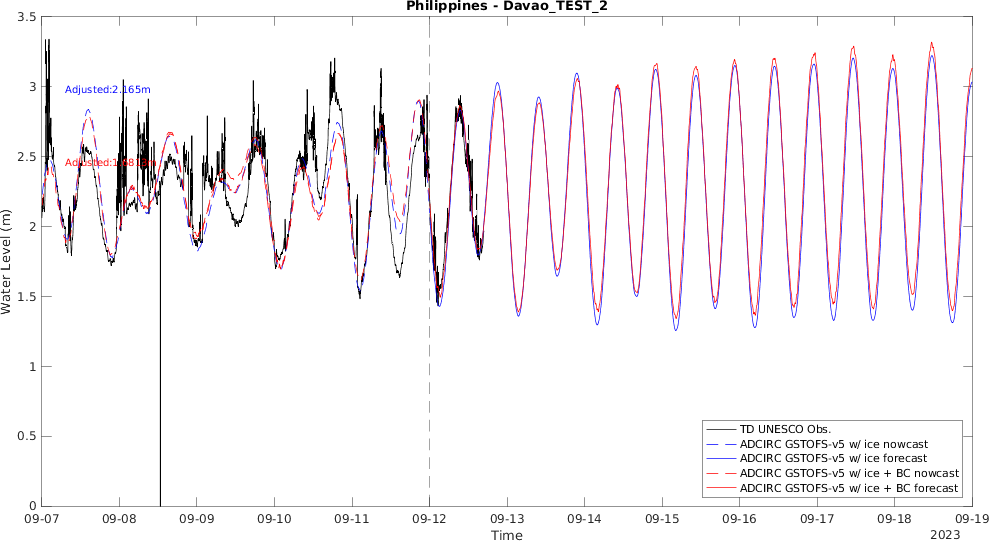 Philippines - Davao_TEST_2
3.5
3
2.5
2
1.5
1
0.5
0
Water Level (m)
Adjusted:2.165m
TD UNESCO Obs.
ADCIRC GSTOFS-v5 w/ ice nowcast
ADCIRC GSTOFS-v5 w/ ice forecast
ADCIRC GSTOFS-v5 w/ ice + BC nowcast
ADCIRC GSTOFS-v5 w/ ice + BC forecast
09-07 09-08 09-09 09-10 09-11 09-12 09-13 09-14 09-15 09-16 09-17 09-18 09-19
Time
2023